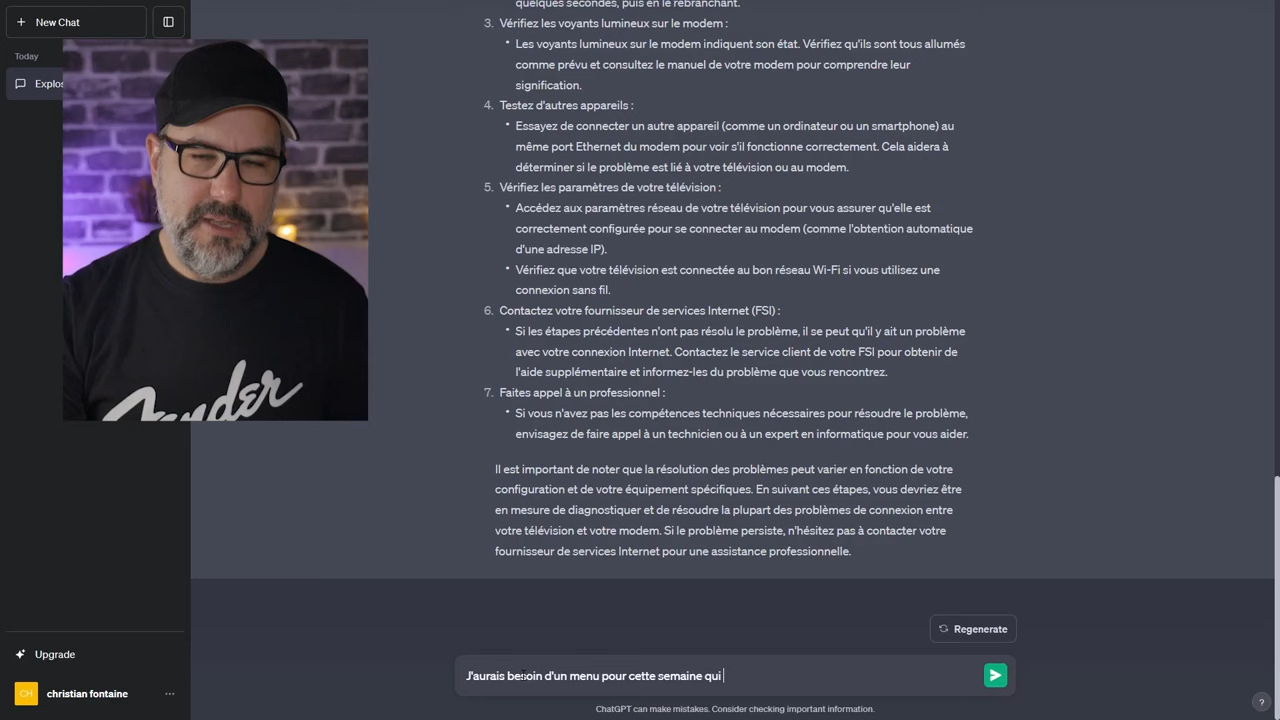 New Chat
Today
Explos
quelques secondes, puis en le rebranchant.
3. Vérifiez les voyants lumineux sur le modem :
• Les voyants lumineux sur le modem indiquent son état. Vérifiez qu'ils sont tous allumés
comme prévu et consultez le manuel de votre modem pour comprendre leur
signification.
4. Testez d'autres appareils :
• Essayez de connecter un autre appareil (comme un ordinateur ou un smartphone) au
même port Ethernet du modem pour voir s'il fonctionne correctement. Cela aidera à
déterminer si le problème est lié à votre télévision ou au modem.
5. Vérifiez les paramètres de votre télévision :
• Accédez aux paramètres réseau de votre télévision pour vous assurer qu'elle est
correctement configurée pour se connecter au modem (comme l'obtention automatique
d'une adresse IP).
• Vérifiez que votre télévision est connectée au bon réseau Wi-Fi si vous utilisez une
connexion sans fil.
6. Contactez votre fournisseur de services Internet (FSI) :
• Si les étapes précédentes n'ont pas résolu le problème, il se peut qu'il y ait un problème
avec votre connexion Internet. Contactez le service client de votre FSI pour obtenir de
l'aide supplémentaire et informez-les du problème que vous rencontrez.
7. Faites appel à un professionnel :
• Si vous n'avez pas les compétences techniques nécessaires pour résoudre le problème,
envisagez de faire appel à un technicien ou à un expert en informatique pour vous aider.
Il est important de noter que la résolution des problèmes peut varier en fonction de votre
configuration et de votre équipement spécifiques. En suivant ces étapes, vous devriez être
en mesure de diagnostiquer et de résoudre la plupart des problèmes de connexion entre
votre télévision et votre modem. Si le problème persiste, n'hésitez pas à contacter votre
fournisseur de services Internet pour une assistance professionnelle.
Fender
Regenerate
J'aurais besoin d'un menu pour cette semaine qui
ChatGPT can make mistakes. Consider checking important information.
Upgrade
CH christian fontaine
?